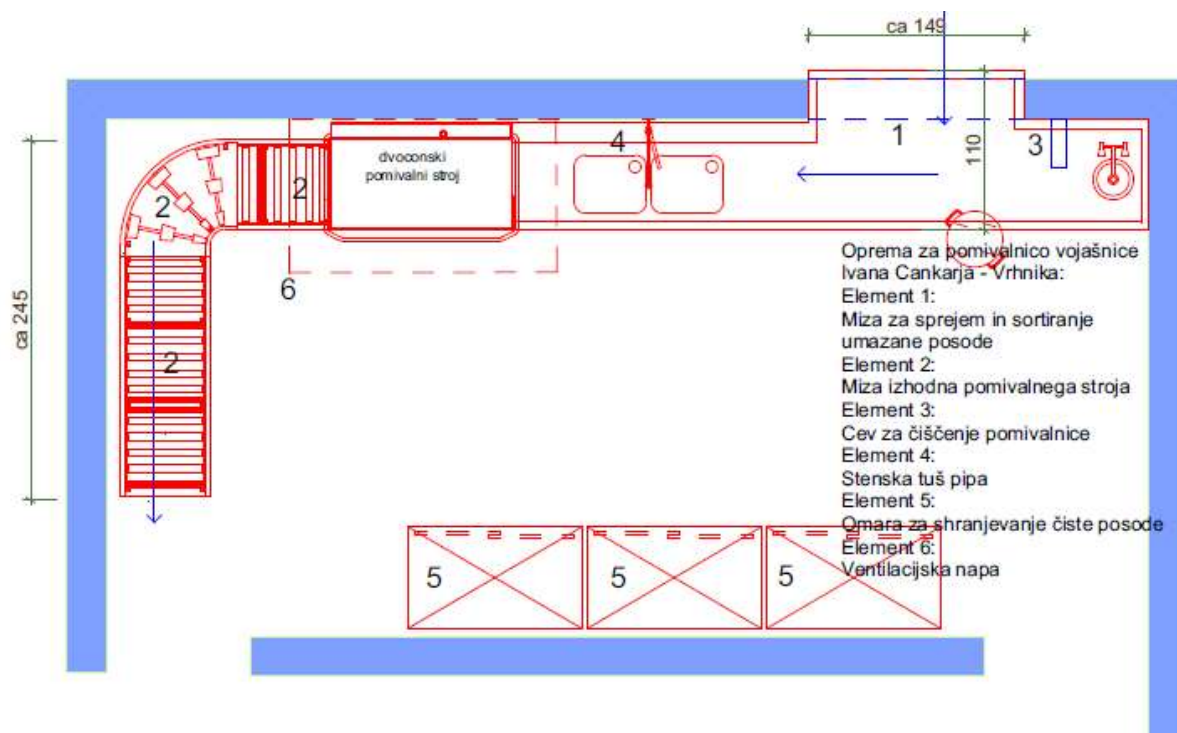 ca 149
4
1
3
110
dvoconski
pomivalni stroj
2
2
6
ca 245
2
Oprema za pomivalnico vojašnice
Ivana Cankarja - Vrhnika:
Element 1:
Miza za sprejem in sortiranje
umazane posode
Element 2:
Miza izhodna pomivalnega stroja
Element 3:
Cev za čiščenje pomivalnice
Element 4:
Stenska tuš pipa
Element 5:
Omara za shranjevanje čiste posode
Element 6:
Ventilacijska napa
5
5
5